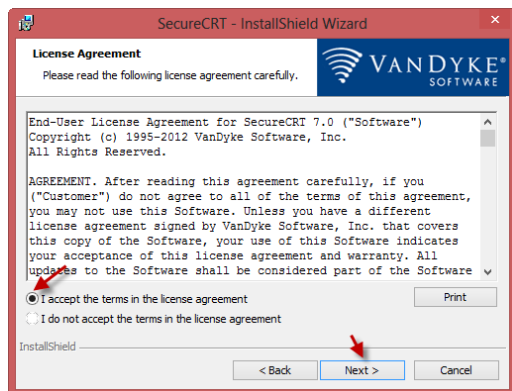 SecureCRT - InstallShield Wizard
License Agreement
Please read the following license agreement carefully.
VANDYKE®
SOFTWARE
End-User License Agreement for SecureCRT 7.0 ("Software")
Copyright (c) 1995-2012 VanDyke Software, Inc.
All Rights Reserved.
AGREEMENT. After reading this agreement carefully, if you
("Customer") do not agree to all of the terms of this agreement,
you may not use this Software. Unless you have a different
license agreement signed by VanDyke Software, Inc. that covers
this copy of the Software, your use of this Software indicates
your acceptance of this license agreement and warranty. All
updates to the Software shall be considered part of the Software
I accept the terms in the license agreement
Print
I do not accept the terms in the license agreement
InstallShield
< Back
Next >
Cancel